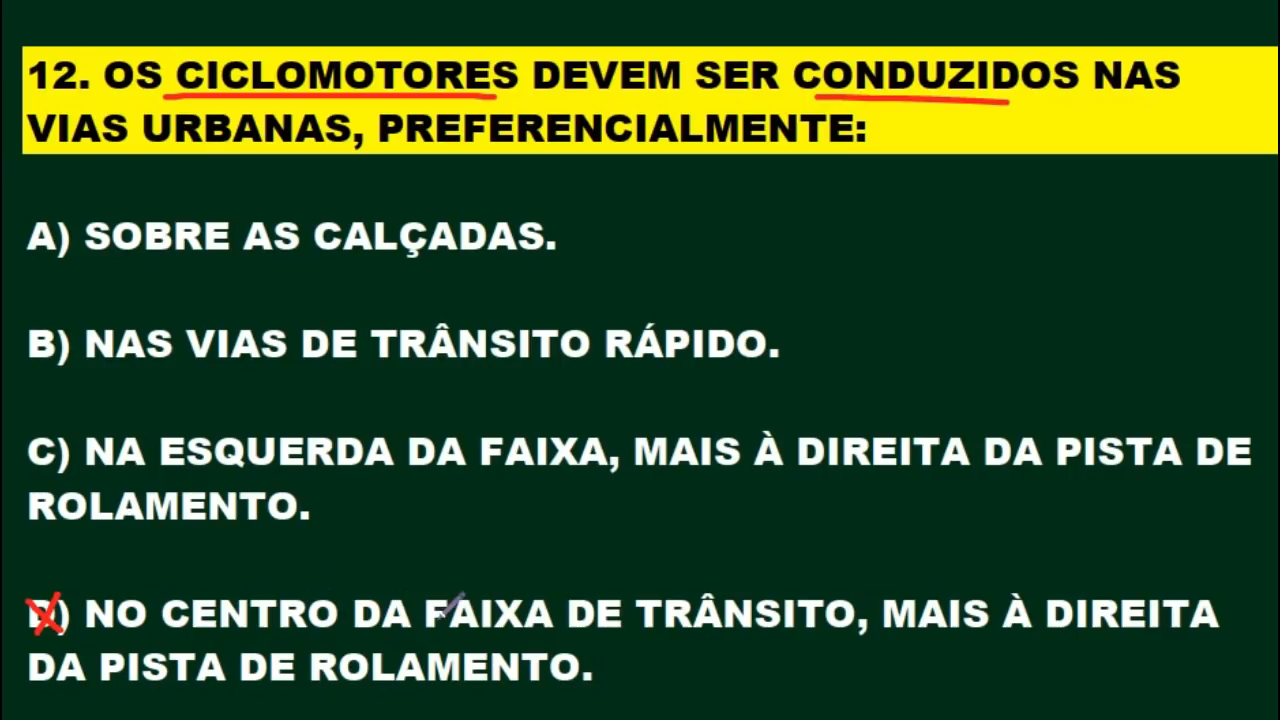 12. OS CICLOMOTORES DEVEM SER CONDUZIDOS NAS
VIAS URBANAS, PREFERENCIALMENTE:
A) SOBRE AS CALÇADAS.
B) NAS VIAS DE TRÂNSITO RÁPIDO.
C) NA ESQUERDA DA FAIXA, MAIS À DIREITA DA PISTA DE
ROLAMENTO.
D) NO CENTRO DA FAIXA DE TRÂNSITO, MAIS À DIREITA
DA PISTA DE ROLAMENTO.